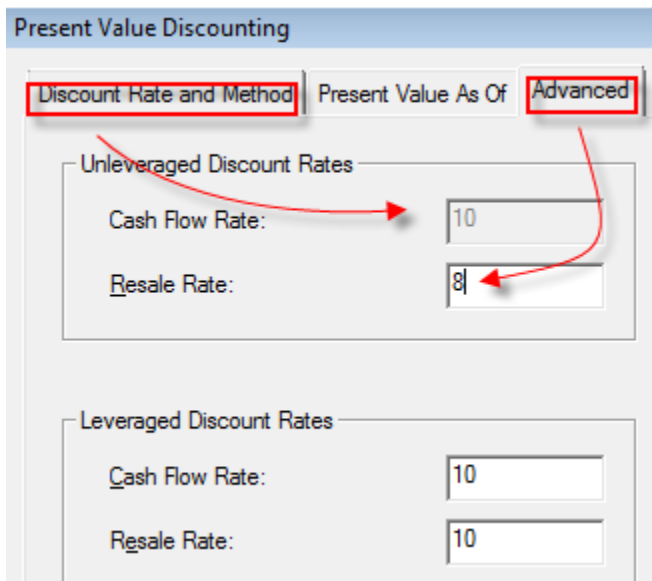 Present Value Discounting
Discount Rate and Method Present Value As Of Advanced
Unleveraged Discount Rates
Cash Flow Rate: 10
Resale Rate: 8
Leveraged Discount Rates
Cash Flow Rate: 10
Resale Rate: 10